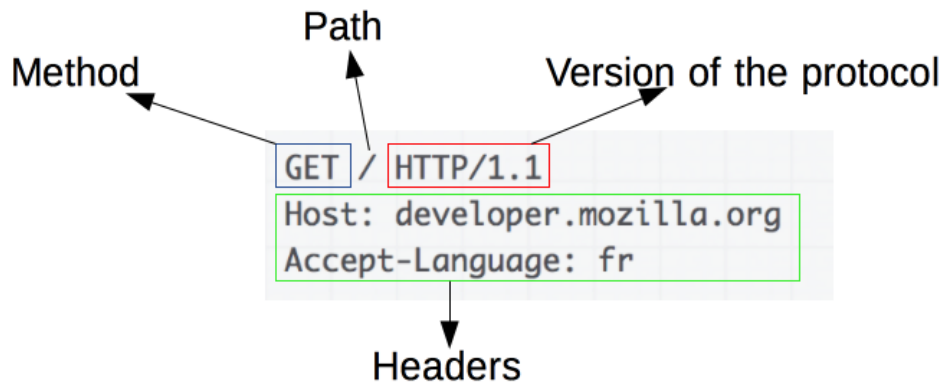 Path
Method
Version of the protocol
GET / HTTP/1.1
Host: developer.mozilla.org
Accept-Language: fr
Headers